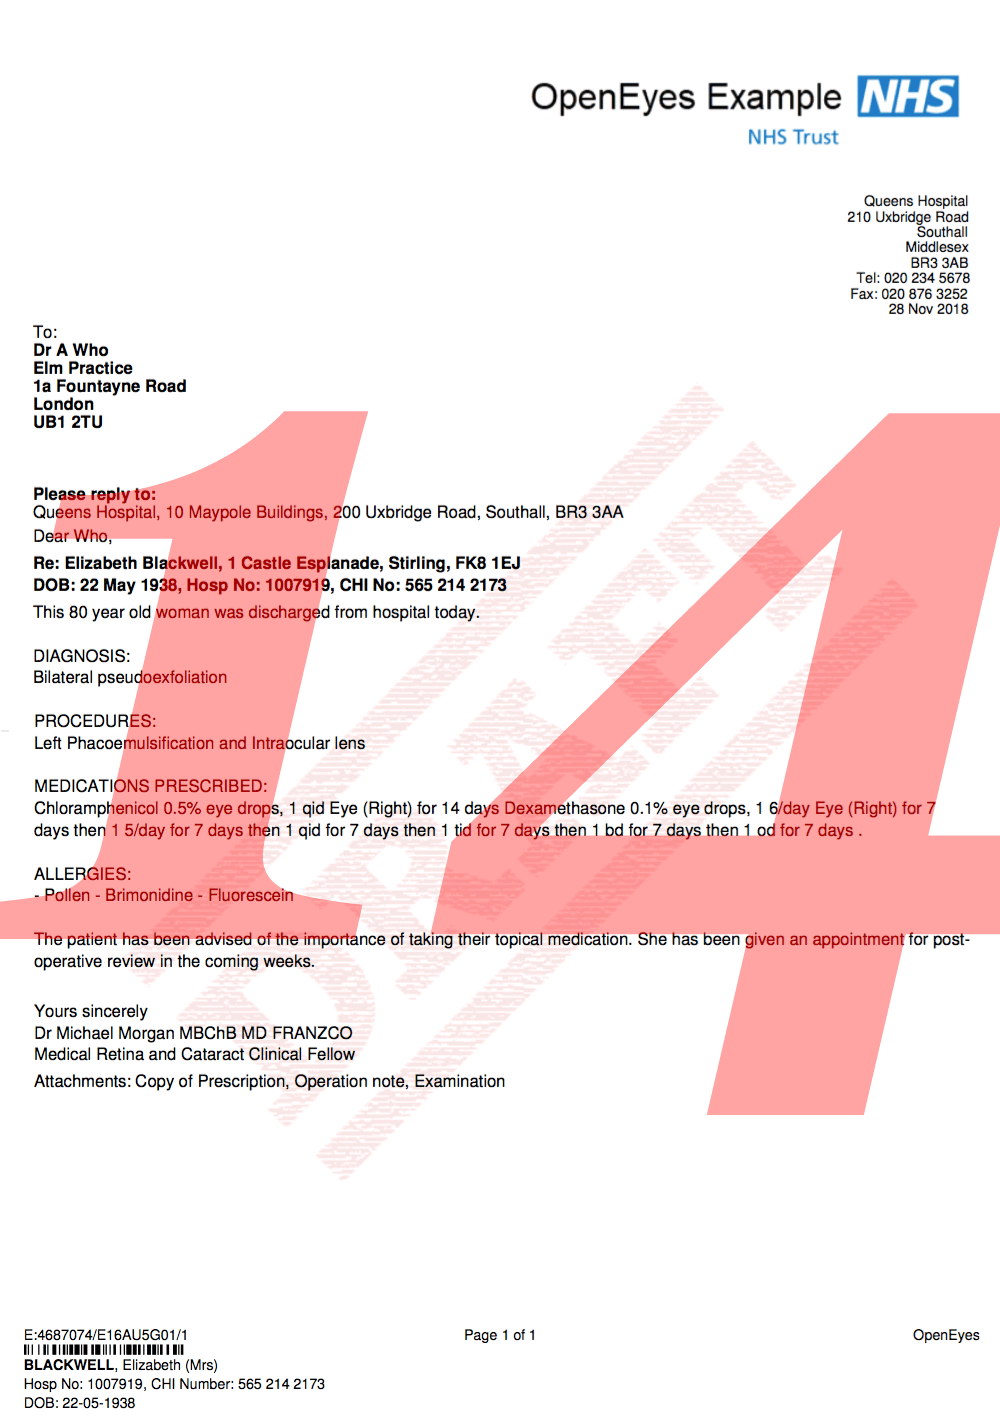 OpenEyes Example NHS
NHS Trust
Queens Hospital
210 Uxbridge Road
Southall
Middlesex
BR3 3AB
Tel: 020 234 5678
Fax: 020 876 3252
28 Nov 2018
To:
Dr A Who
Elm Practice
1a Fountayne Road
London
UB1 2TU
14
DRAFT
Please reply to:
Queens Hospital, 10 Maypole Buildings, 200 Uxbridge Road, Southall, BR3 3AA
Dear Who,
Re: Elizabeth Blackwell, 1 Castle Esplanade, Stirling, FK8 1EJ
DOB: 22 May 1938, Hosp No: 1007919, CHI No: 565 214 2173
This 80 year old woman was discharged from hospital today.
DIAGNOSIS:
Bilateral pseudoexfoliation
PROCEDURES:
Left Phacoemulsification and Intraocular lens
MEDICATIONS PRESCRIBED:
Chloramphenicol 0.5% eye drops, 1 qid Eye (Right) for 14 days Dexamethasone 0.1% eye drops, 1 6/day Eye (Right) for 7
days then 1 5/day for 7 days then 1 qid for 7 days then 1 tid for 7 days then 1 bd for 7 days then 1 od for 7 days .
ALLERGIES:
- Pollen - Brimonidine - Fluorescein
The patient has been advised of the importance of taking their topical medication. She has been given an appointment for post-
operative review in the coming weeks.
Yours sincerely
Dr Michael Morgan MBChB MD FRANZCO
Medical Retina and Cataract Clinical Fellow
Attachments: Copy of Prescription, Operation note, Examination
E:4687074/E16AU5G01/1
Page 1 of 1
OpenEyes
BLACKWELL, Elizabeth (Mrs)
Hosp No: 1007919, CHI Number: 565 214 2173
DOB: 22-05-1938